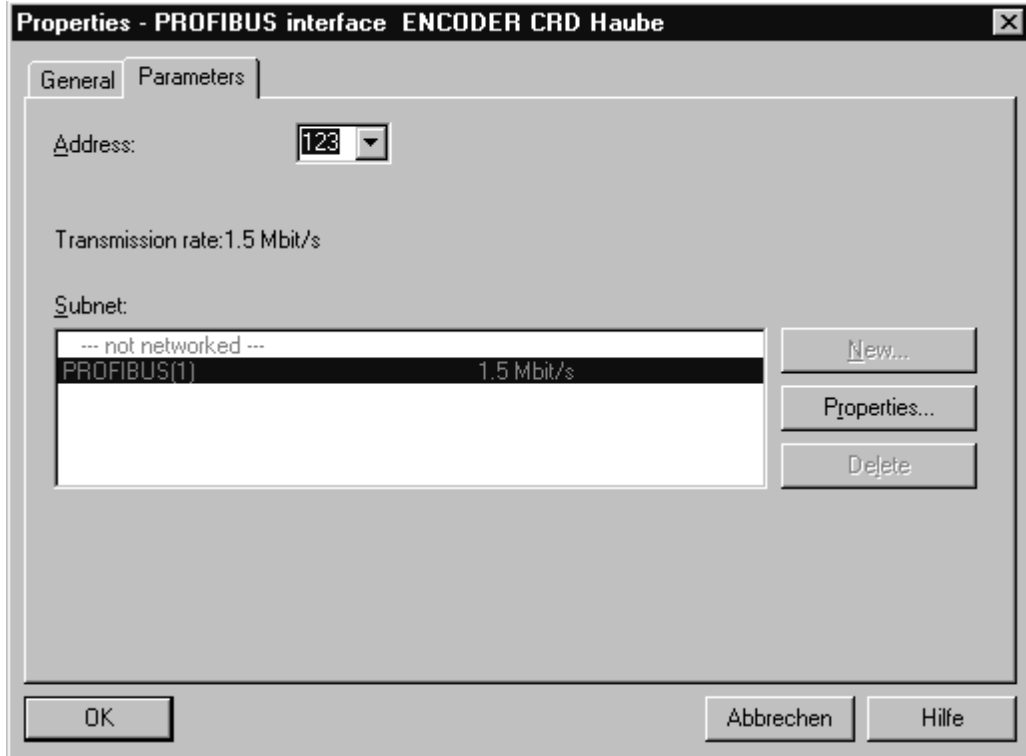 Properties - PROFIBUS interface ENCODER CRD Haube
General Parameters
Address: 123
Transmission rate:1.5 Mbit/s
Subnet:
--- not networked ---
PROFIBUS(1) 1.5 Mbit/s
New...
Properties...
Delete
OK Abbrechen Hilfe